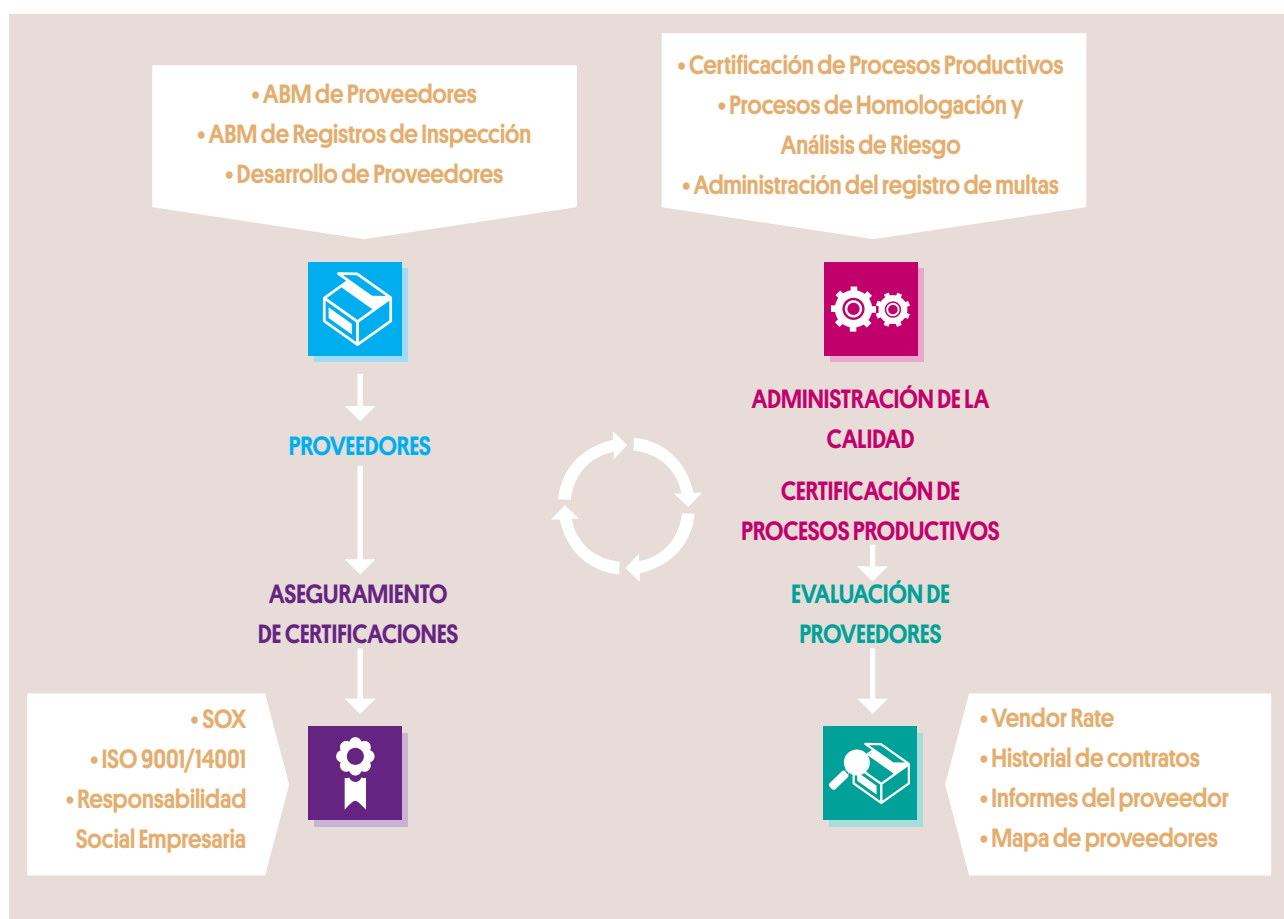 • ABM de Proveedores
• ABM de Registros de Inspección
• Desarrollo de Proveedores
• Certificación de Procesos Productivos
• Procesos de Homologación y
Análisis de Riesgo
• Administración del registro de multas
PROVEEDORES
ADMINISTRACIÓN DE LA
CALIDAD
CERTIFICACIÓN DE
PROCESOS PRODUCTIVOS
ASEGURAMIENTO
DE CERTIFICACIONES
EVALUACIÓN DE
PROVEEDORES
• SOX
• ISO 9001/14001
• Responsabilidad
Social Empresaria
• Vendor Rate
• Historial de contratos
• Informes del proveedor
• Mapa de proveedores